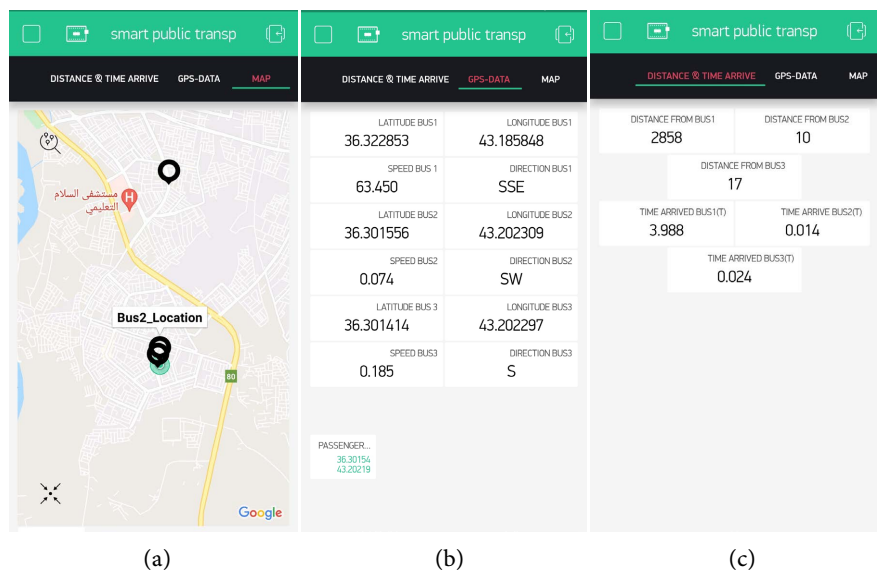 smart public transp
DISTANCE & TIME ARRIVE GPS-DATA MAP
مستشفى السلام
التعليمي
H
Bus2_Location
80
Google
(a)
smart public transp
DISTANCE & TIME ARRIVE GPS-DATA MAP
LATITUDE BUS1 LONGITUDE BUS1
36.322853 43.185848
SPEED BUS 1 DIRECTION BUS1
63.450 SSE
LATITUDE BUS2 LONGITUDE BUS2
36.301556 43.202309
SPEED BUS2 DIRECTION BUS2
0.074 SW
LATITUDE BUS 3 LONGITUDE BUS3
36.301414 43.202297
SPEED BUS3 DIRECTION BUS3
0.185 S
PASSENGER...
36.30154
43.20219
(b)
smart public transp
DISTANCE & TIME ARRIVE GPS-DATA MAP
DISTANCE FROM BUS1 DISTANCE FROM BUS2
2858 10
DISTANCE FROM BUS3
17
TIME ARRIVED BUS1(T) TIME ARRIVE BUS2(T)
3.988 0.014
TIME ARRIVED BUS3(T)
0.024
(c)